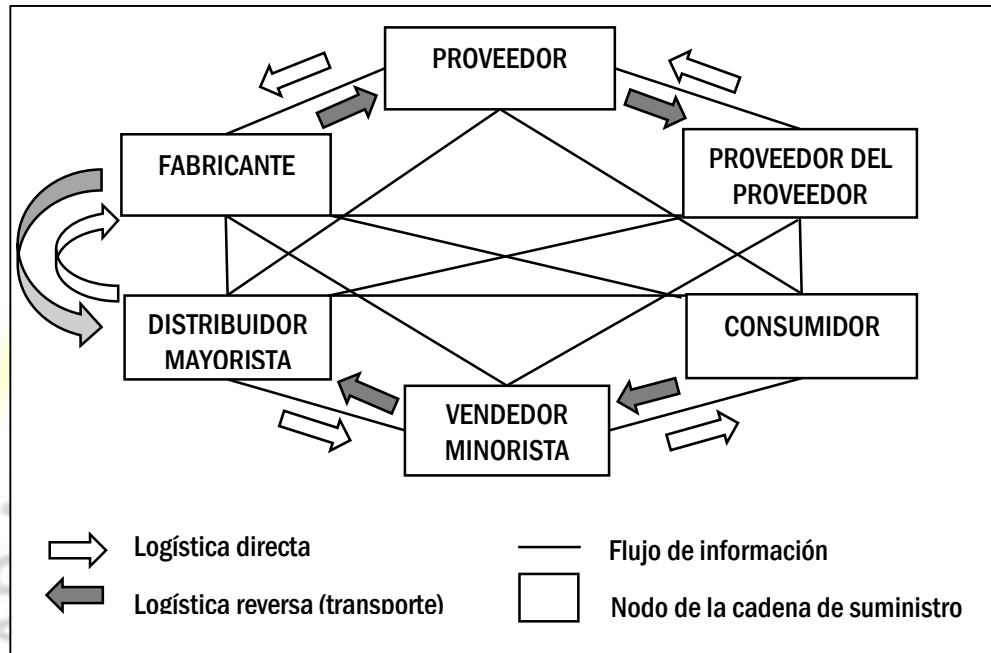 PROVEEDOR
FABRICANTE
PROVEEDOR DEL
PROVEEDOR
DISTRIBUIDOR
MAYORISTA
CONSUMIDOR
VENDEDOR
MINORISTA
Logística directa
Flujo de información
Logística reversa (transporte)
Nodo de la cadena de suministro